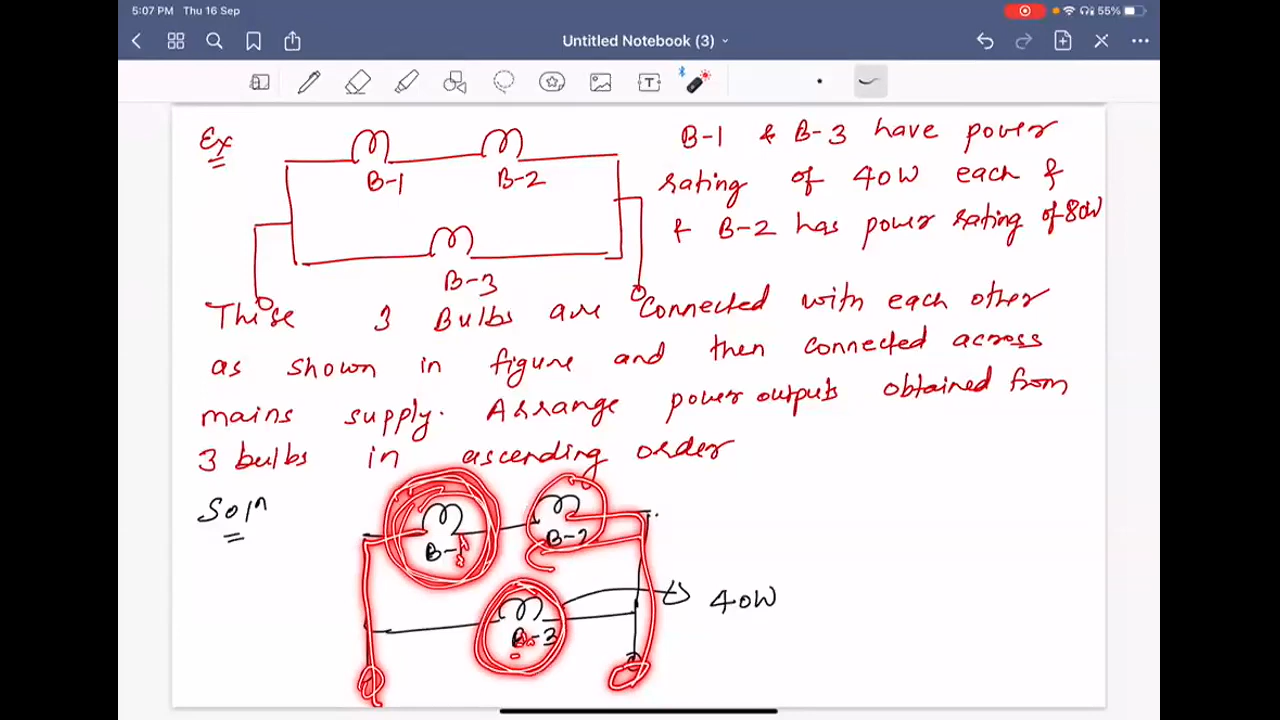 5:07 PM Thu 16 Sep
55%
Untitled Notebook (3)
Ex
B-1
B-2
B-3
B-1 & B-3 have power
rating of 40W each &
& B-2 has power rating of 80W
These 3 Bulbs are connected with each other
as shown in figure and then connected across
mains supply. Arrange power outputs obtained from
3 bulbs in ascending order
Soln
B-1
B-2
B-3
40W